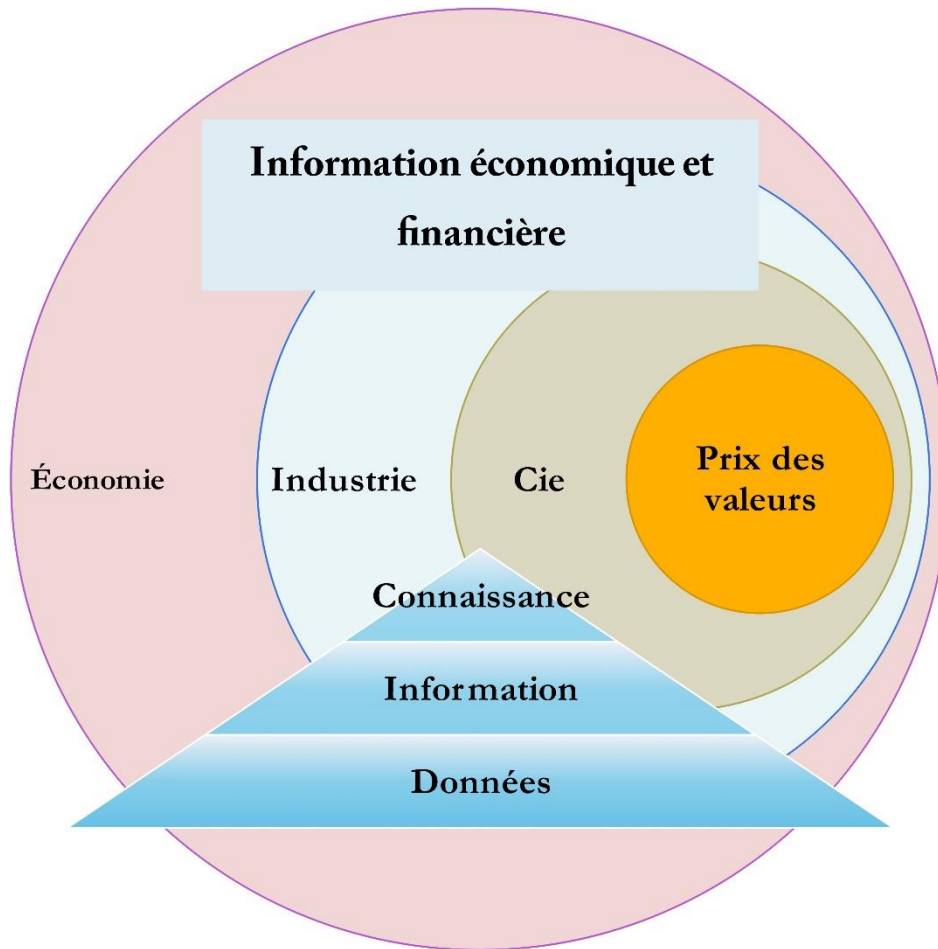 Information économique et
financière
Économie
Industrie
Cie
Prix des
valeurs
Connaissance
Information
Données